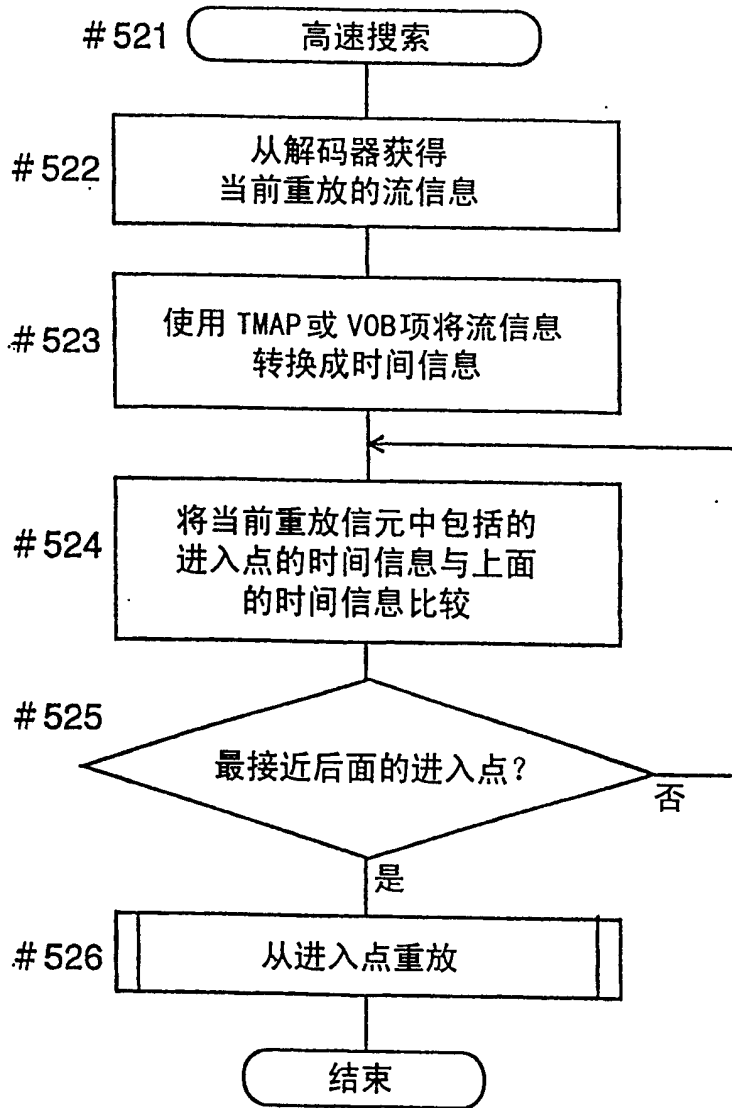 #521 高速搜索
#522 从解码器获得
当前重放的流信息
#523 使用 TMAP或 VOB项将流信息
转换成时间信息
#524 将当前重放信元中包括的
进入点的时间信息与上面
的时间信息比较
#525
最接近后面的进入点?
否
是
#526 从进入点重放
结束